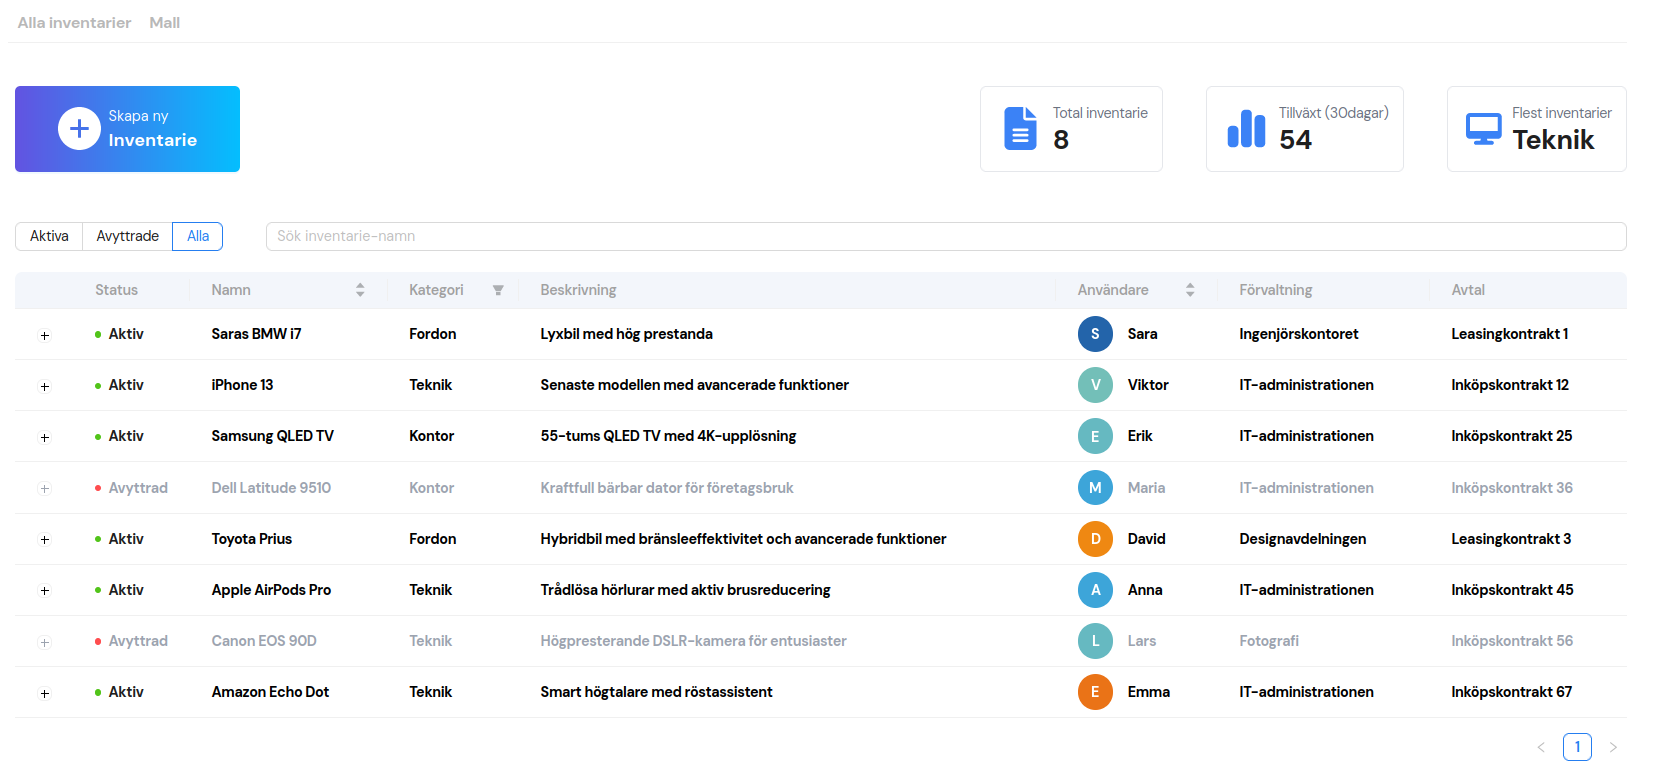 Alla inventarier Mall
Skapa ny
Inventarie
Total inventarie
8
Tillväxt (30dagar)
54
Flest inventarier
Teknik
Aktiva Avyttrade Alla Sök inventarie-namn
Status Namn Kategori Beskrivning Användare Förvaltning Avtal
Aktiv Saras BMW i7 Fordon Lyxbil med hög prestanda S Sara Ingenjörskontoret Leasingkontrakt 1
Aktiv iPhone 13 Teknik Senaste modellen med avancerade funktioner V Viktor IT-administrationen Inköpskontrakt 12
Aktiv Samsung QLED TV Kontor 55-tums QLED TV med 4K-upplösning E Erik IT-administrationen Inköpskontrakt 25
Avyttrad Dell Latitude 9510 Kontor Kraftfull bärbar dator för företagsbruk M Maria IT-administrationen Inköpskontrakt 36
Aktiv Toyota Prius Fordon Hybridbil med bränsleeffektivitet och avancerade funktioner D David Designavdelningen Leasingkontrakt 3
Aktiv Apple AirPods Pro Teknik Trådlösa hörlurar med aktiv brusreducering A Anna IT-administrationen Inköpskontrakt 45
Avyttrad Canon EOS 90D Teknik Högpresterande DSLR-kamera för entusiaster L Lars Fotografi Inköpskontrakt 56
Aktiv Amazon Echo Dot Teknik Smart högtalare med röstassistent E Emma IT-administrationen Inköpskontrakt 67
< 1 >